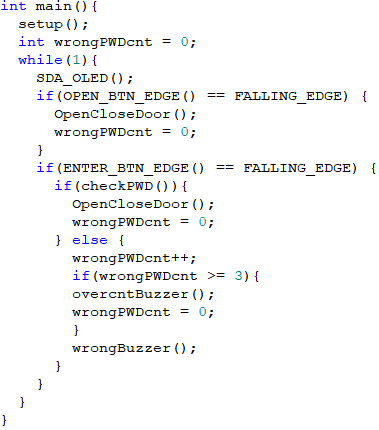 int main(){
  setup();
  int wrongPWDcnt = 0;
  while(1){
    SDA_OLED();
    if(OPEN_BTN_EDGE() == FALLING_EDGE) {
      OpenCloseDoor();
      wrongPWDcnt = 0;
    }
    if(ENTER_BTN_EDGE() == FALLING_EDGE) {
      if(checkPWD()){
        OpenCloseDoor();
        wrongPWDcnt = 0;
      } else {
        wrongPWDcnt++;
        if(wrongPWDcnt >= 3){
        overcntBuzzer();
        wrongPWDcnt = 0;
        }
        wrongBuzzer();
      }
    }
  }
}